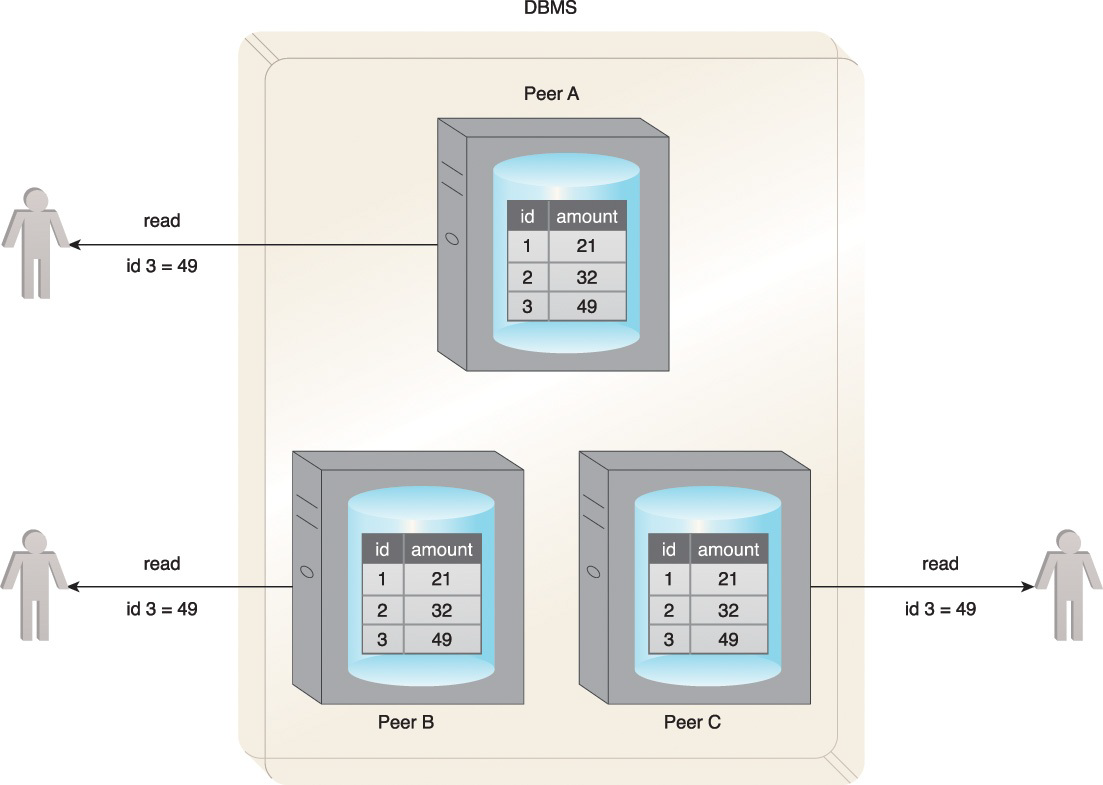 DBMS
Peer A
read
id 3 = 49
id amount
1 21
2 32
3 49
read
id 3 = 49
id amount
1 21
2 32
3 49
Peer B
id amount
1 21
2 32
3 49
Peer C
read
id 3 = 49